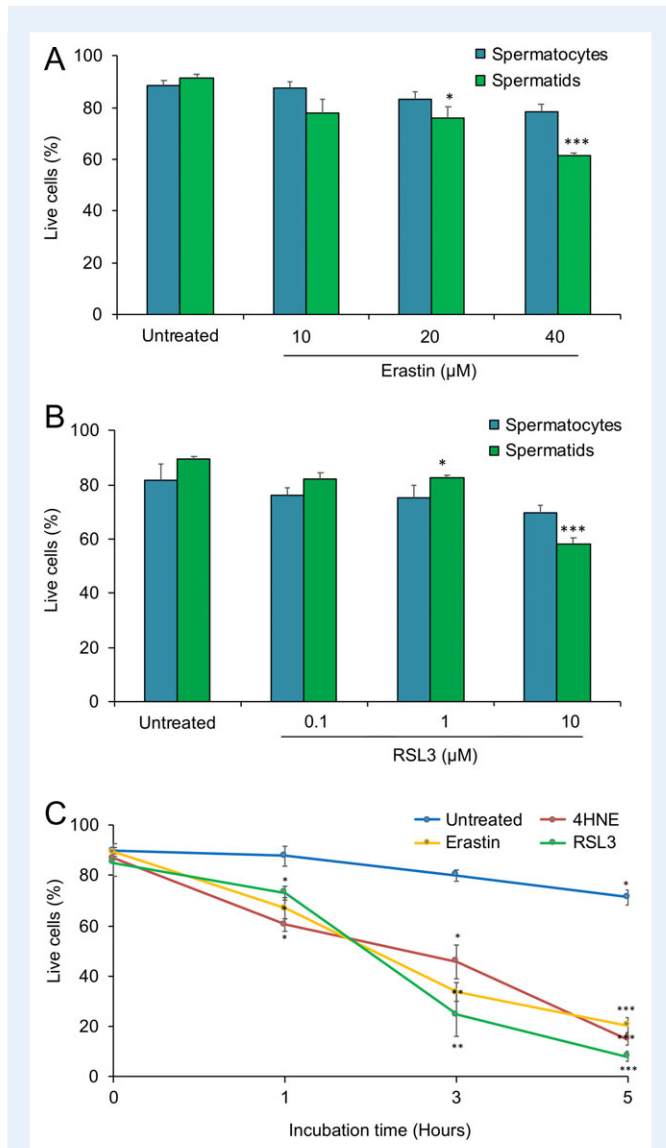 A
100
80
60
40
20
0
Live cells (%)
Spermatocytes
Spermatids
*
***
Untreated 10 20 40
Erastin (µM)
B
100
80
60
40
20
0
Live cells (%)
Spermatocytes
Spermatids
*
***
Untreated 0.1 1 10
RSL3 (µM)
C
100
80
60
40
20
0
Live cells (%)
Untreated 4HNE
Erastin RSL3
*
*
*
*
*
**
**
***
***
***
0 1 3 5
Incubation time (Hours)